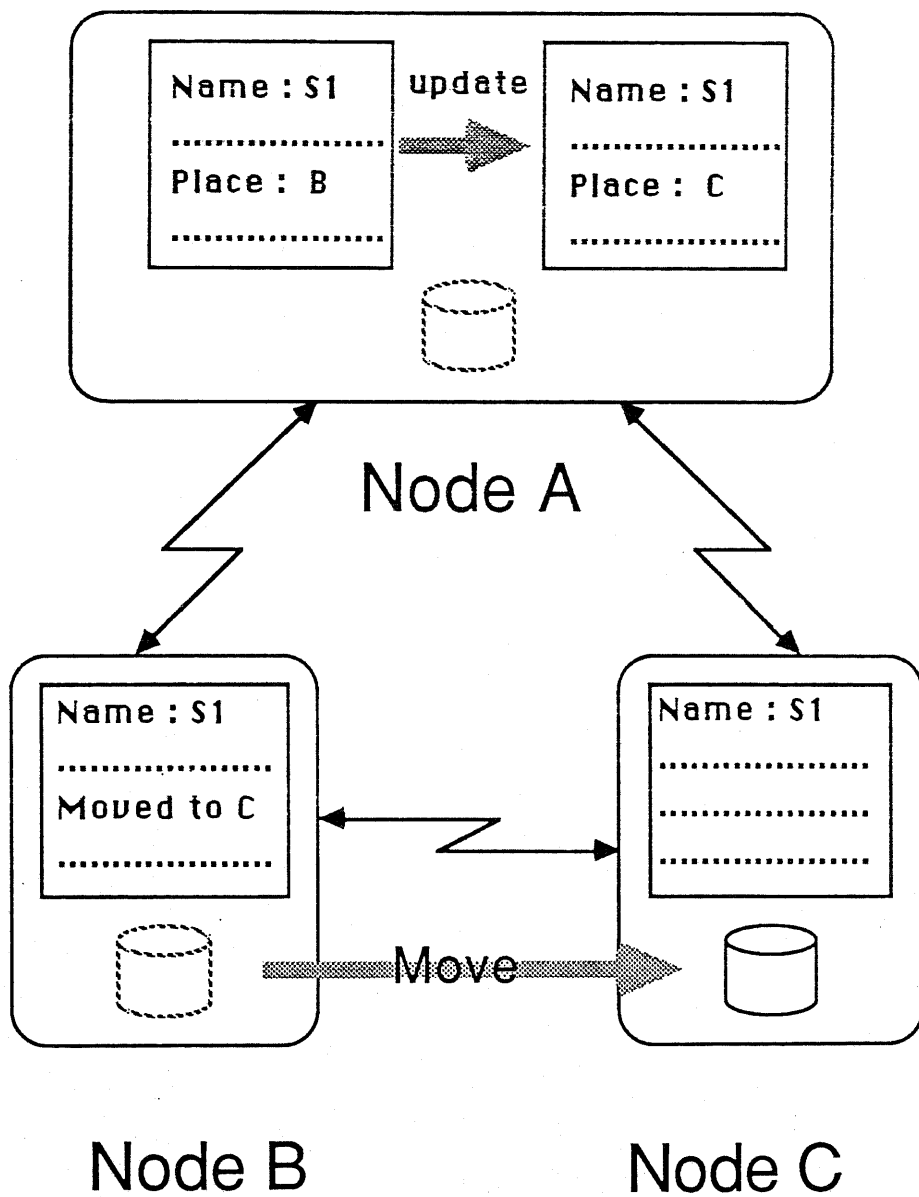 Name : S1
Place : B
update
Name : S1
Place : C
Node A
Name : S1
Moved to C
Name : S1
Move
Node B
Node C